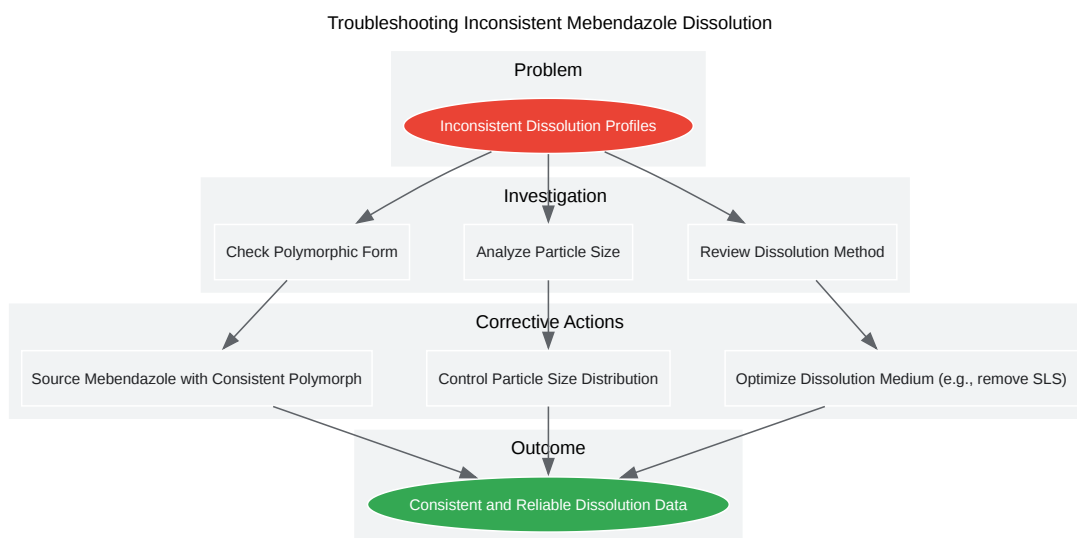 Troubleshooting Inconsistent Mebendazole Dissolution
Problem
Inconsistent Dissolution Profiles
Investigation
Check Polymorphic Form
Analyze Particle Size
Review Dissolution Method
Corrective Actions
Source Mebendazole with Consistent Polymorph
Control Particle Size Distribution
Optimize Dissolution Medium (e.g., remove SLS)
Outcome
Consistent and Reliable Dissolution Data